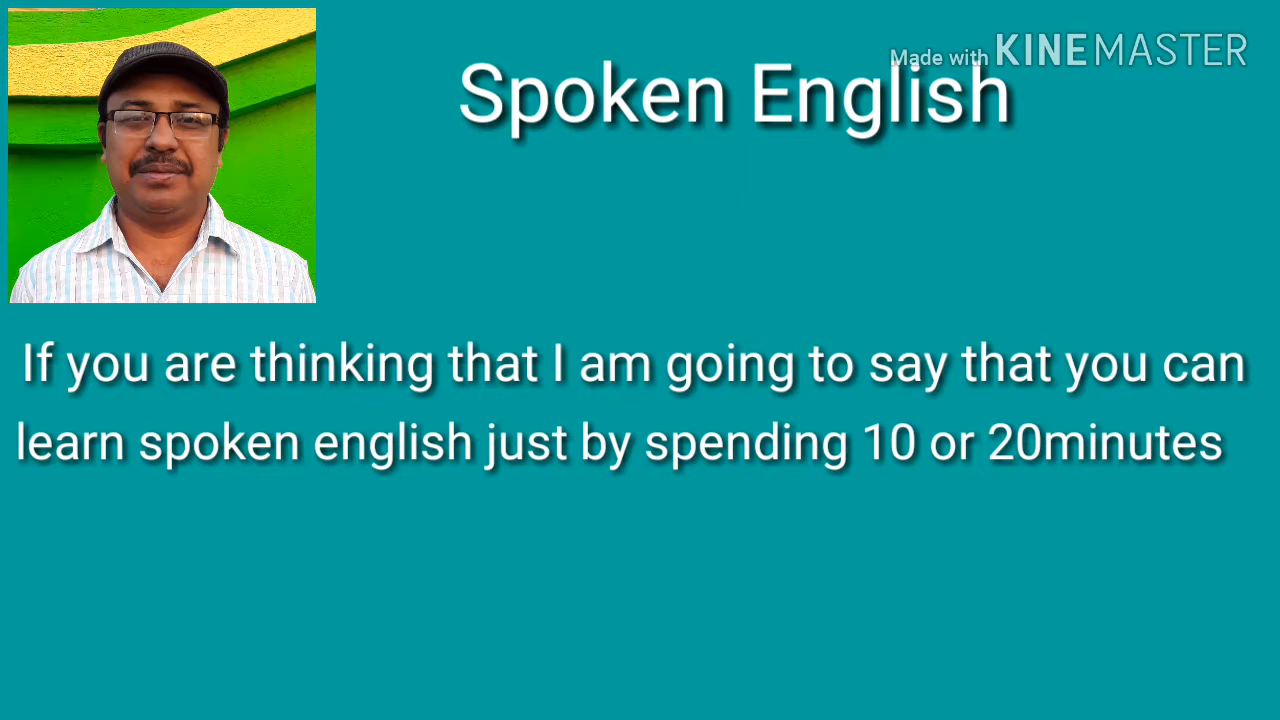 Made with KINEMASTER
Spoken English
If you are thinking that I am going to say that you can
learn spoken english just by spending 10 or 20minutes